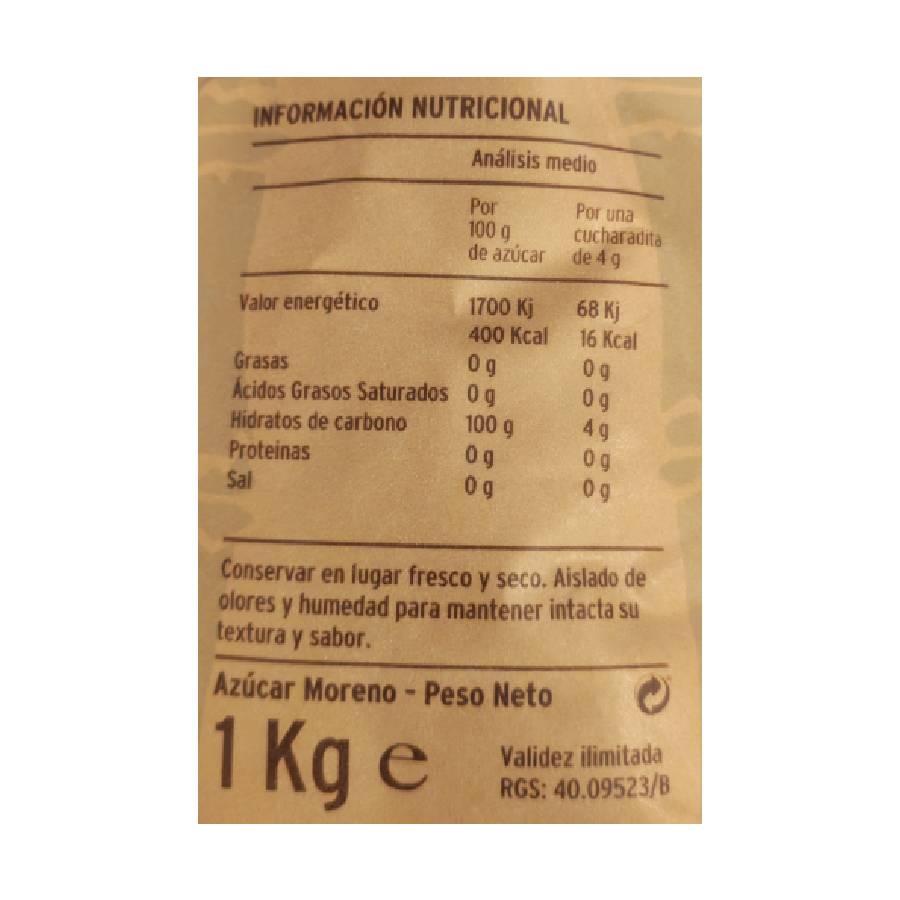 INFORMACIÓN NUTRICIONAL
Análisis medio
Por 100 g de azúcar Por una cucharadita de 4 g
Valor energético 1700 Kj 68 Kj
400 Kcal 16 Kcal
Grasas 0 g 0 g
Ácidos Grasos Saturados 0 g 0 g
Hidratos de carbono 100 g 4 g
Proteinas 0 g 0 g
Sal 0 g 0 g
Conservar en lugar fresco y seco. Aislado de
olores y humedad para mantener intacta su
textura y sabor.
Azúcar Moreno - Peso Neto
1 Kg e
Validez ilimitada
RGS: 40.09523/B